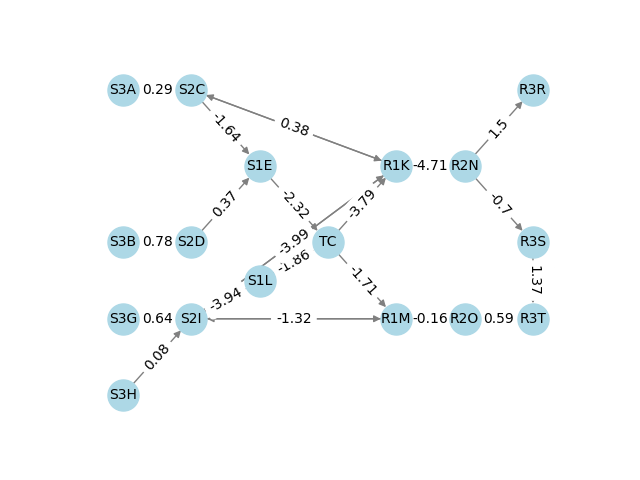 S3A 0.29 S2C R3R
0.38 1.5
-1.64
S1E R1K -4.71 R2N
0.37 -2.32 -3.79 -0.7
S3B 0.78 S2D -3.99 TC R3S
-1.86
S1L -1.71 1.37
-3.94
S3G 0.64 S2I -1.32 R1M -0.16 R2O 0.59 R3T
0.08
S3H